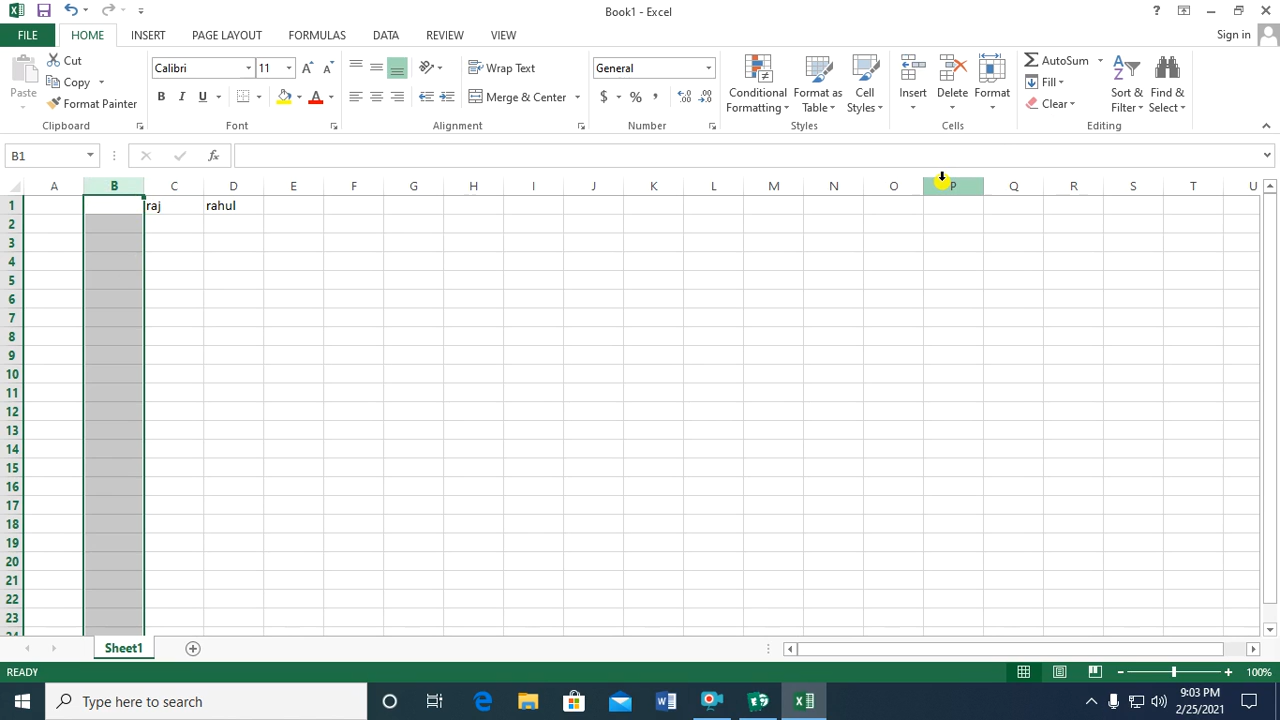 Book1 - Excel
?
FILE HOME INSERT PAGE LAYOUT FORMULAS DATA REVIEW VIEW Sign in
Paste
Cut
Copy
Format Painter
Clipboard
Calibri 11
B I U A
Font
Wrap Text
Merge & Center
Alignment
General
$ % ,
Number
Conditional Formatting
Format as Table
Cell Styles
Styles
Insert Delete Format
Cells
AutoSum
Fill
Clear
Sort & Filter
Find & Select
Editing
B1 fx
A B C D E F G H I J K L M N O P Q R S T U
1 raj rahul
2
3
4
5
6
7
8
9
10
11
12
13
14
15
16
17
18
19
20
21
22
23
24
Sheet1
READY 100%
Type here to search
9:03 PM
2/25/2021